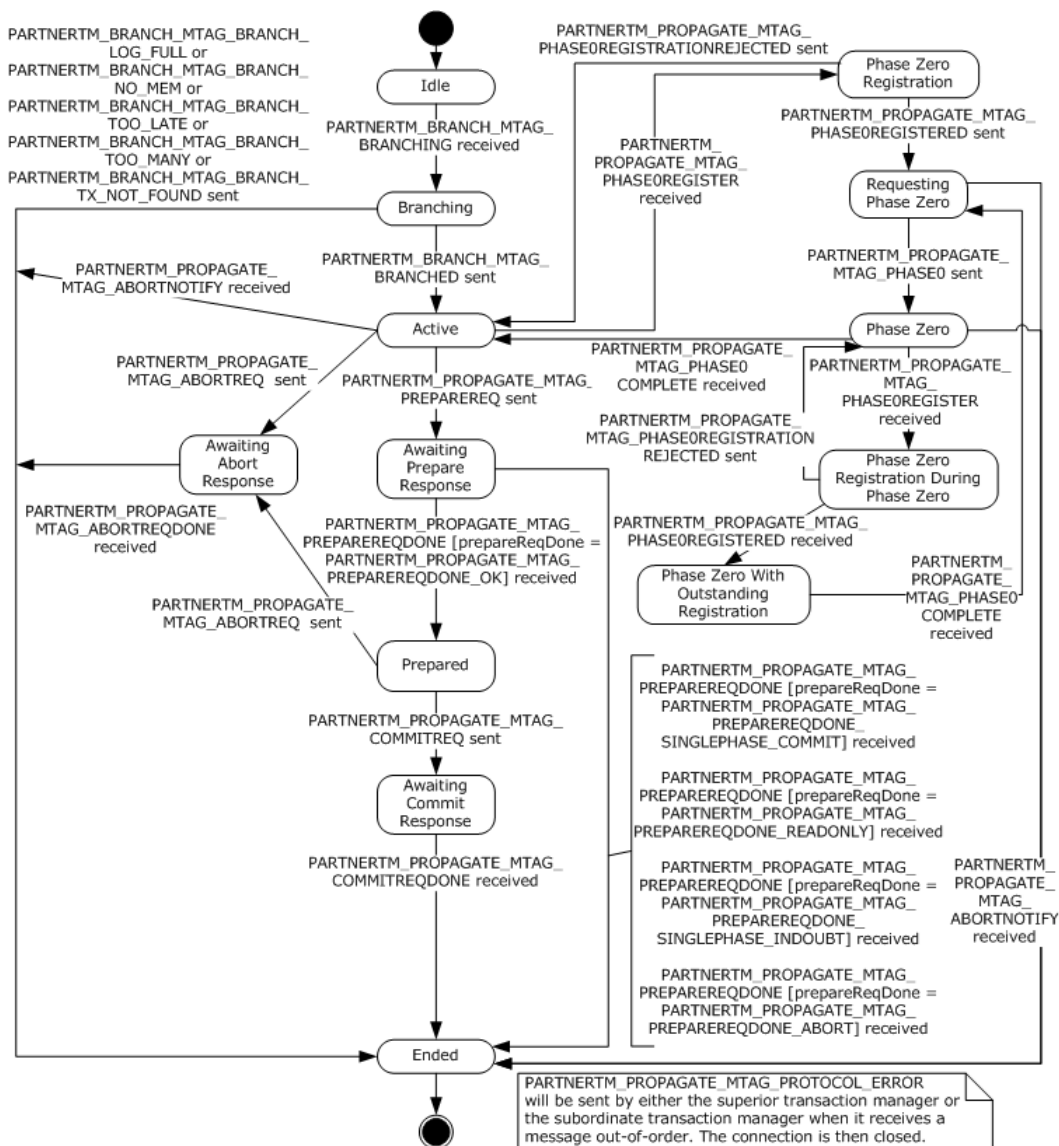 PARTNERTM_BRANCH_MTAG_BRANCH_
LOG_FULL or
PARTNERTM_BRANCH_MTAG_BRANCH_
NO_MEM or
PARTNERTM_BRANCH_MTAG_BRANCH_
TOO_LATE or
PARTNERTM_BRANCH_MTAG_BRANCH_
TOO_MANY or
PARTNERTM_BRANCH_MTAG_BRANCH_
TX_NOT_FOUND sent
Idle
PARTNERTM_BRANCH_MTAG_
BRANCHING received
Branching
PARTNERTM_BRANCH_MTAG_
BRANCHED sent
PARTNERTM_PROPAGATE_
MTAG_ABORTNOTIFY received
Active
PARTNERTM_PROPAGATE_MTAG_
PHASE0REGISTRATIONREJECTED sent
Phase Zero
Registration
PARTNERTM_
PROPAGATE_MTAG_
PHASE0REGISTER
received
PARTNERTM_PROPAGATE_MTAG_
PHASE0REGISTERED sent
Requesting
Phase Zero
PARTNERTM_PROPAGATE_
MTAG_PHASE0 sent
Phase Zero
PARTNERTM_PROPAGATE_
MTAG_PHASE0
COMPLETE received
PARTNERTM_PROPAGATE_
MTAG_
PHASE0REGISTER
received
PARTNERTM_PROPAGATE_
MTAG_PHASE0REGISTRATION
REJECTED sent
Phase Zero
Registration During
Phase Zero
PARTNERTM_PROPAGATE_MTAG_
PHASE0REGISTERED received
Phase Zero With
Outstanding
Registration
PARTNERTM_
PROPAGATE_
MTAG_PHASE0
COMPLETE
received
PARTNERTM_PROPAGATE_
MTAG_ABORTREQ sent
PARTNERTM_PROPAGATE_MTAG_
PREPAREREQ sent
Awaiting
Abort
Response
Awaiting
Prepare
Response
PARTNERTM_PROPAGATE_
MTAG_ABORTREQDONE
received
PARTNERTM_PROPAGATE_MTAG_
PREPAREREQDONE [prepareReqDone =
PARTNERTM_PROPAGATE_MTAG_
PREPAREREQDONE_OK] received
PARTNERTM_PROPAGATE_
MTAG_ABORTREQ sent
Prepared
PARTNERTM_PROPAGATE_MTAG_
COMMITREQ sent
Awaiting
Commit
Response
PARTNERTM_PROPAGATE_MTAG_
COMMITREQDONE received
PARTNERTM_PROPAGATE_MTAG_
PREPAREREQDONE [prepareReqDone =
PARTNERTM_PROPAGATE_MTAG_
PREPAREREQDONE_
SINGLEPHASE_COMMIT] received
PARTNERTM_PROPAGATE_MTAG_
PREPAREREQDONE [prepareReqDone =
PARTNERTM_PROPAGATE_MTAG_
PREPAREREQDONE_READONLY] received
PARTNERTM_PROPAGATE_MTAG_
PREPAREREQDONE [prepareReqDone =
PARTNERTM_PROPAGATE_MTAG_
PREPAREREQDONE_
SINGLEPHASE_INDOUBT] received
PARTNERTM_PROPAGATE_MTAG_
PREPAREREQDONE [prepareReqDone =
PARTNERTM_PROPAGATE_MTAG_
PREPAREREQDONE_ABORT] received
PARTNERTM_
PROPAGATE_
MTAG_
ABORTNOTIFY
received
Ended
PARTNERTM_PROPAGATE_MTAG_PROTOCOL_ERROR
will be sent by either the superior transaction manager or
the subordinate transaction manager when it receives a
message out-of-order. The connection is then closed.